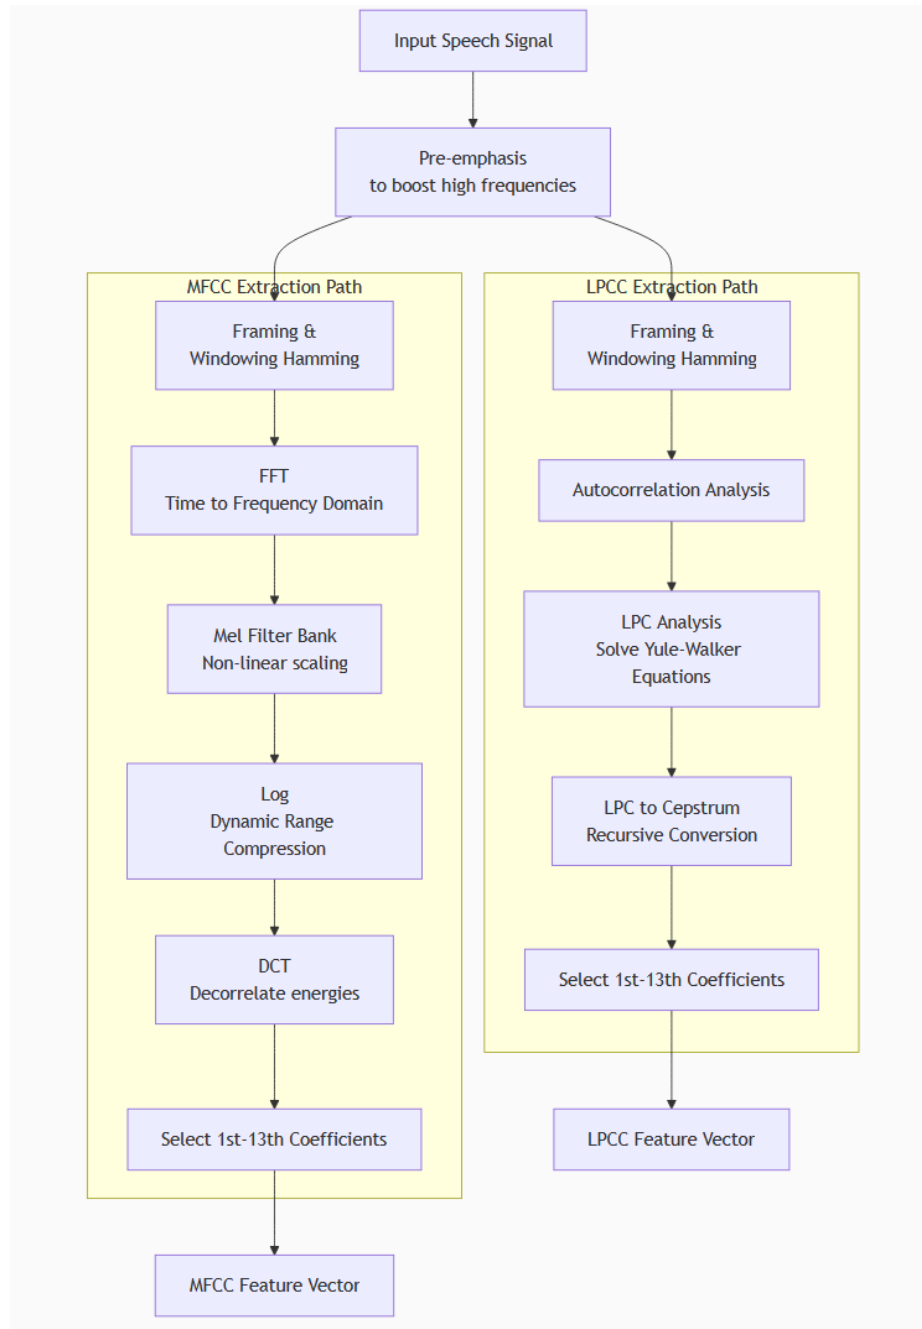 Input Speech Signal
Pre-emphasis
to boost high frequencies
MFCC Extraction Path
Framing &
Windowing Hamming
FFT
Time to Frequency Domain
Mel Filter Bank
Non-linear scaling
Log
Dynamic Range
Compression
DCT
Decorrelate energies
Select 1st-13th Coefficients
MFCC Feature Vector
LPCC Extraction Path
Framing &
Windowing Hamming
Autocorrelation Analysis
LPC Analysis
Solve Yule-Walker
Equations
LPC to Cepstrum
Recursive Conversion
Select 1st-13th Coefficients
LPCC Feature Vector